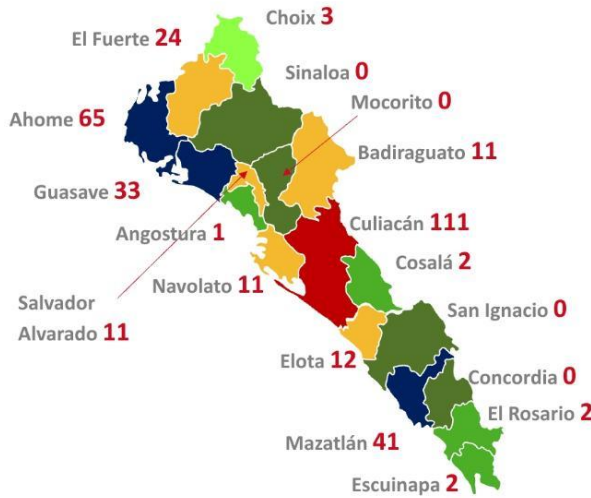 Choix 3
El Fuerte 24
Sinaloa 0
Mocorito 0
Ahome 65
Badiraguato 11
Guasave 33
Culiacán 111
Angostura 1
Cosalá 2
Navolato 11
Salvador
Alvarado 11
San Ignacio 0
Elota 12
Concordia 0
El Rosario 2
Mazatlán 41
Escuinapa 2